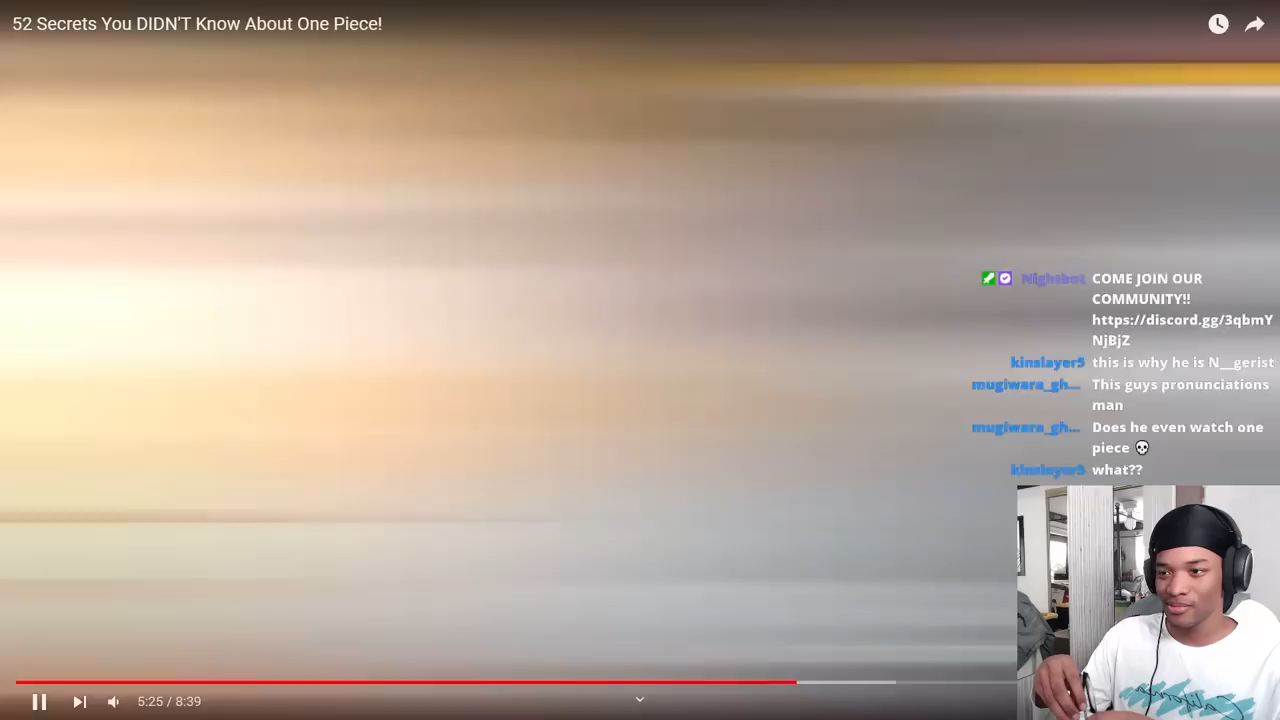 52 Secrets You DIDN'T Know About One Piece!
Nightbot COME JOIN OUR
COMMUNITY!!
https://discord.gg/3qbmY
NjBjZ
kinslayer5 this is why he is N__gerist
mugiwara_gh... This guys pronunciations
man
mugiwara_gh... Does he even watch one
piece 💀
kinslayer5 what??
5:25 / 8:39